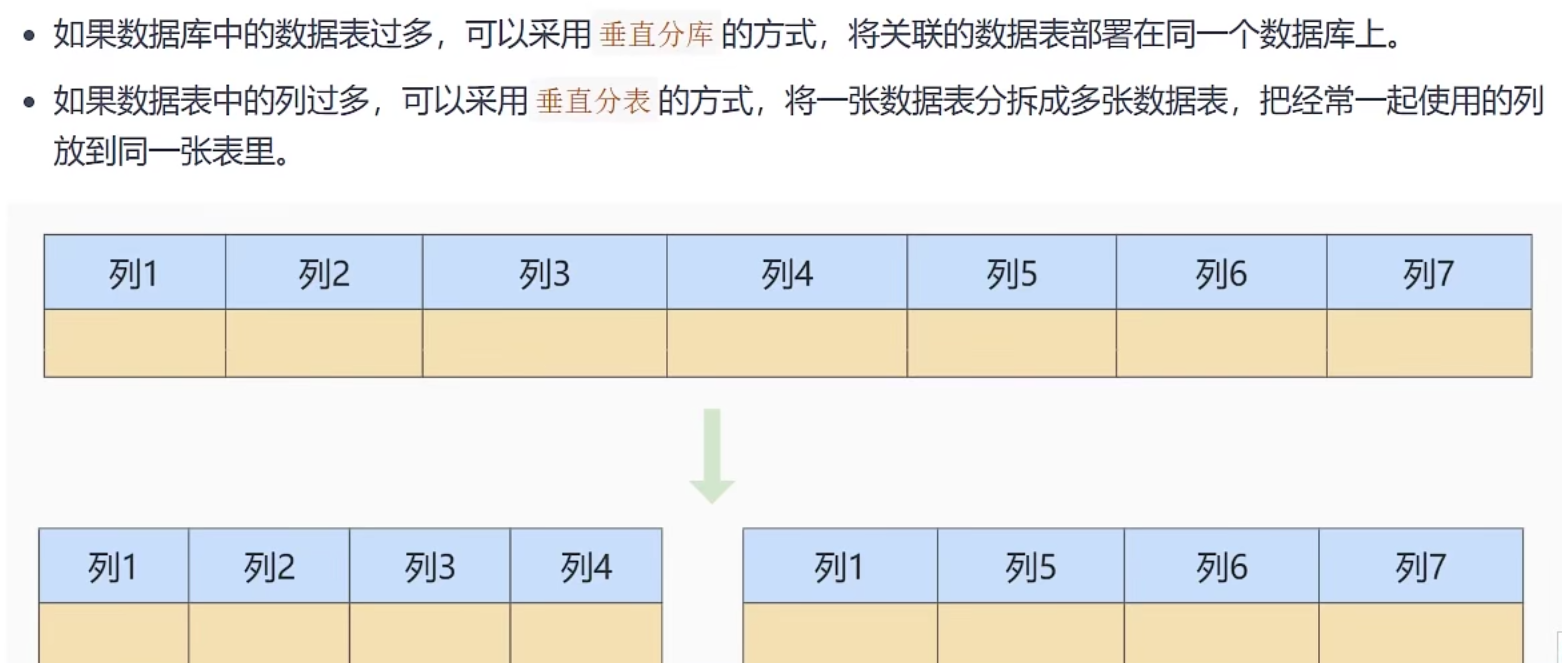 如果数据库中的数据表过多，可以采用 垂直分库 的方式，将关联的数据表部署在同一个数据库上。
如果数据表中的列过多，可以采用 垂直分表 的方式，将一张数据表分拆成多张数据表，把经常一起使用的列
放到同一张表里。
列1 列2 列3 列4 列5 列6 列7
列1 列2 列3 列4 列1 列5 列6 列7